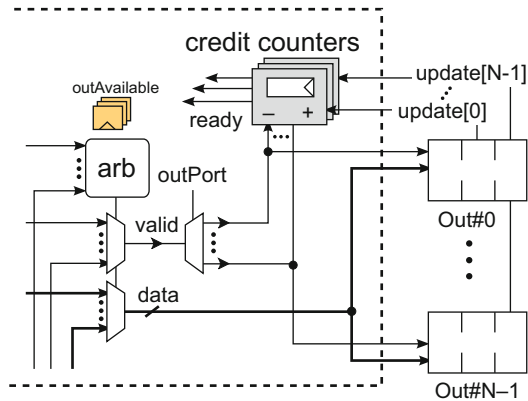 credit counters
update[N-1]
outAvailable
− +
update[0]
ready
arb
outPort
Out#0
valid
data
Out#N–1